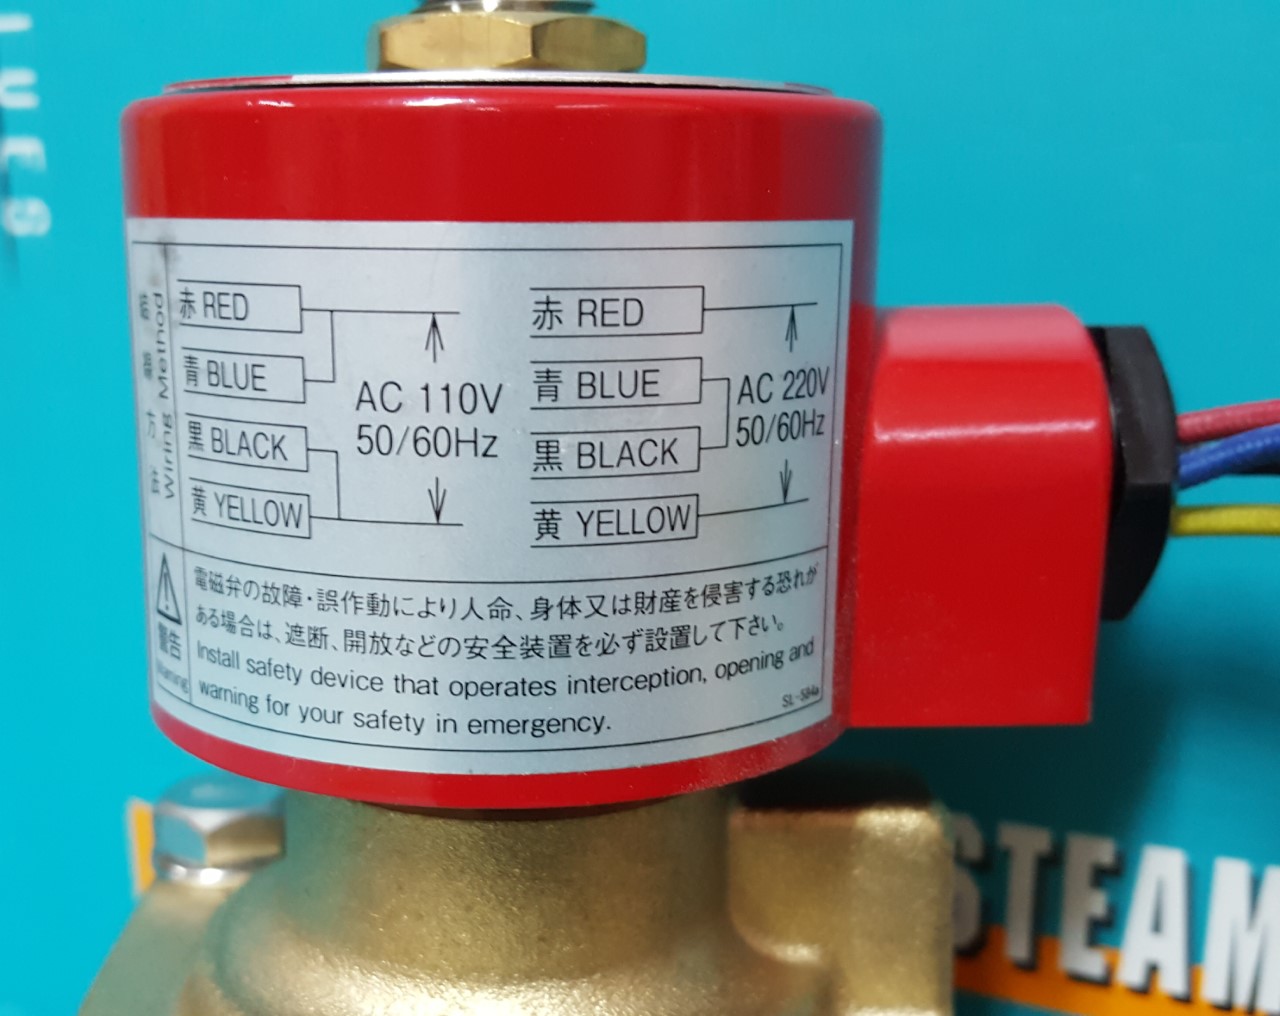 結線方法
Wiring Method
赤 RED
青 BLUE
黒 BLACK
黄 YELLOW
AC 110V
50/60Hz
赤 RED
青 BLUE
黒 BLACK
黄 YELLOW
AC 220V
50/60Hz
警告
Warning
電磁弁の故障・誤作動により人命、身体又は財産を侵害する恐れが
ある場合は、遮断、開放などの安全装置を必ず設置して下さい。
Install safety device that operates interception, opening and
warning for your safety in emergency.
SL-584a
STEAM